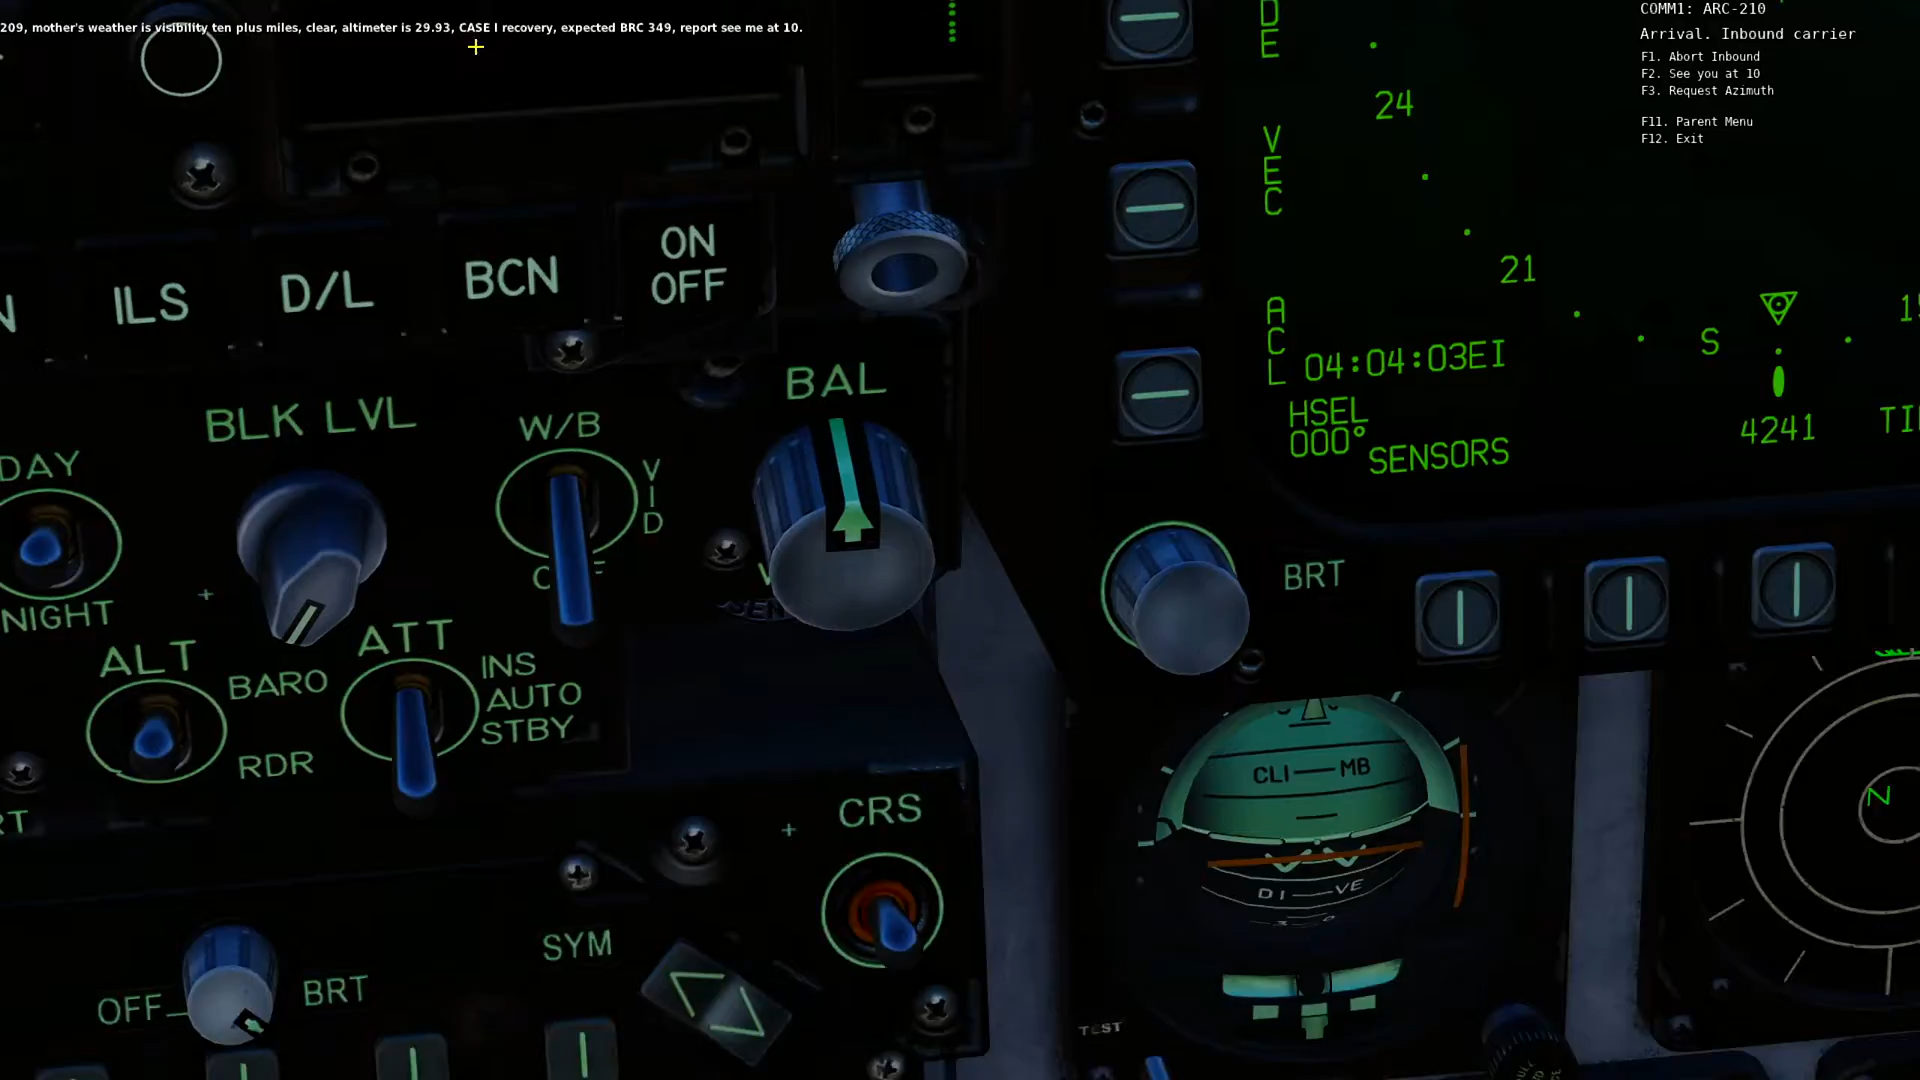 209, mother's weather is visibility ten plus miles, clear, altimeter is 29.93, CASE I recovery, expected BRC 349, report see me at 10.
COMM1: ARC-210
Arrival. Inbound carrier
F1. Abort Inbound
F2. See you at 10
F3. Request Azimuth
F11. Parent Menu
F12. Exit
DE
VEC
ACL
24
21
S
04:04:03EI
HSEL
000°
SENSORS
4241
ILS
D/L
BCN
ON
OFF
BLK LVL
W/B
VID
BAL
DAY
NIGHT
+
ALT
BARO
RDR
ATT
INS
AUTO
STBY
BRT
CLI MB
DI VE
N
+
CRS
SYM
OFF
BRT
TEST